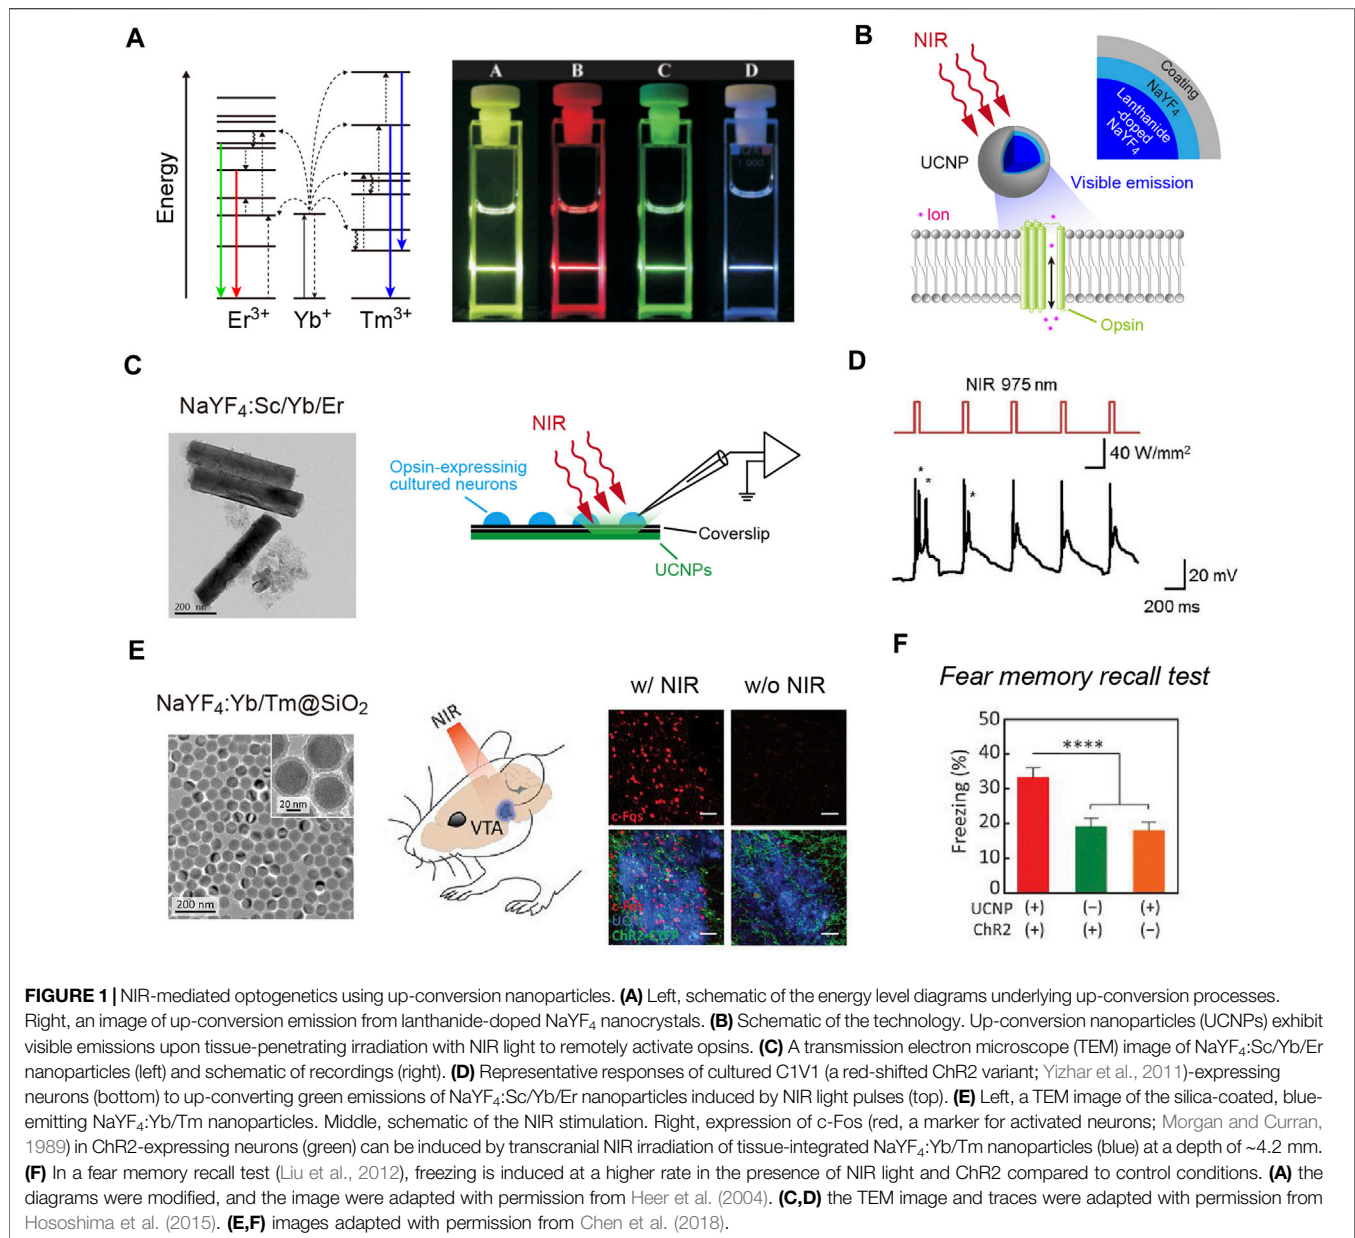 A
Energy
Er3+
Yb+
Tm3+
A B C D
1 000
B
NIR
UCNP
Coating
NaYF4
Lanthanide
-doped
NaYF4
Visible emission
* Ion
Opsin
C
NaYF4:Sc/Yb/Er
200 nm
NIR
Opsin-expressinig
cultured neurons
Coverslip
UCNPs
D
NIR 975 nm
40 W/mm2
* * *
20 mV
200 ms
E
NaYF4:Yb/Tm@SiO2
20 nm
200 nm
NIR
VTA
w/ NIR w/o NIR
c-Fos
c-Fos
ChR2-EYFP
F
Fear memory recall test
Freezing (%)
50
40
30
20
10
0
****
UCNP (+) (−) (+)
ChR2 (+) (+) (−)
FIGURE 1 | NIR-mediated optogenetics using up-conversion nanoparticles. (A) Left, schematic of the energy level diagrams underlying up-conversion processes.
Right, an image of up-conversion emission from lanthanide-doped NaYF4 nanocrystals. (B) Schematic of the technology. Up-conversion nanoparticles (UCNPs) exhibit
visible emissions upon tissue-penetrating irradiation with NIR light to remotely activate opsins. (C) A transmission electron microscope (TEM) image of NaYF4:Sc/Yb/Er
nanoparticles (left) and schematic of recordings (right). (D) Representative responses of cultured C1V1 (a red-shifted ChR2 variant; Yizhar et al., 2011)-expressing
neurons (bottom) to up-converting green emissions of NaYF4:Sc/Yb/Er nanoparticles induced by NIR light pulses (top). (E) Left, a TEM image of the silica-coated, blue-
emitting NaYF4:Yb/Tm nanoparticles. Middle, schematic of the NIR stimulation. Right, expression of c-Fos (red, a marker for activated neurons; Morgan and Curran,
1989) in ChR2-expressing neurons (green) can be induced by transcranial NIR irradiation of tissue-integrated NaYF4:Yb/Tm nanoparticles (blue) at a depth of ~4.2 mm.
(F) In a fear memory recall test (Liu et al., 2012), freezing is induced at a higher rate in the presence of NIR light and ChR2 compared to control conditions. (A) the
diagrams were modified, and the image were adapted with permission from Heer et al. (2004). (C,D) the TEM image and traces were adapted with permission from
Hososhima et al. (2015). (E,F) images adapted with permission from Chen et al. (2018).